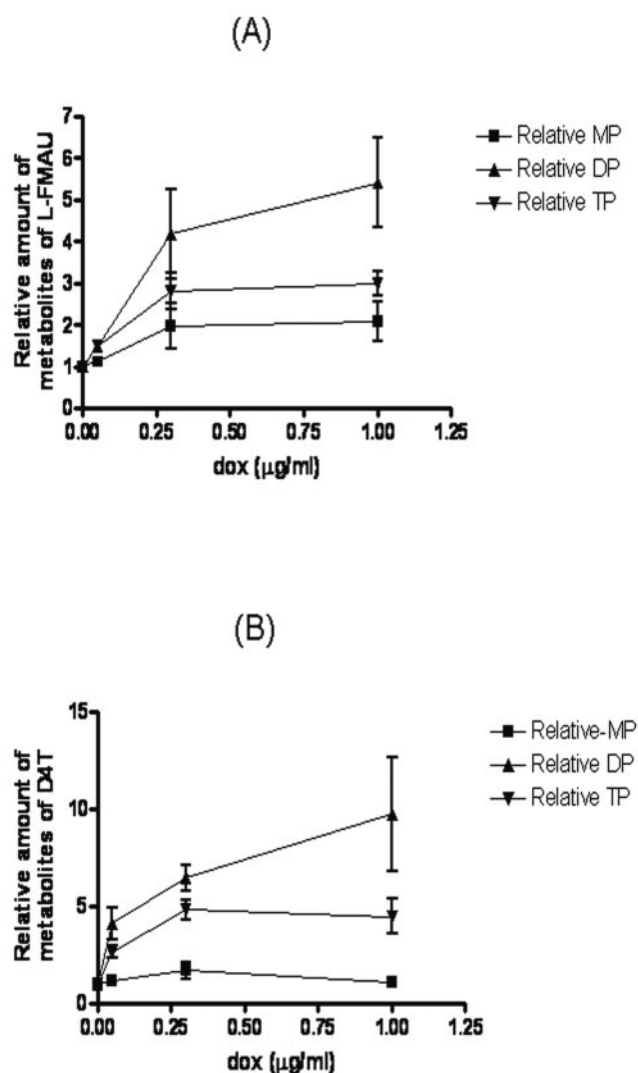 (A)
Relative amount of
metabolites of L-FMAU
7
6
5
4
3
2
1
0
0.00 0.25 0.50 0.75 1.00 1.25
dox (µg/ml)
Relative MP
Relative DP
Relative TP
(B)
Relative amount of
metabolites of D4T
15
10
5
0
0.00 0.25 0.50 0.75 1.00 1.25
dox (µg/ml)
Relative-MP
Relative DP
Relative TP